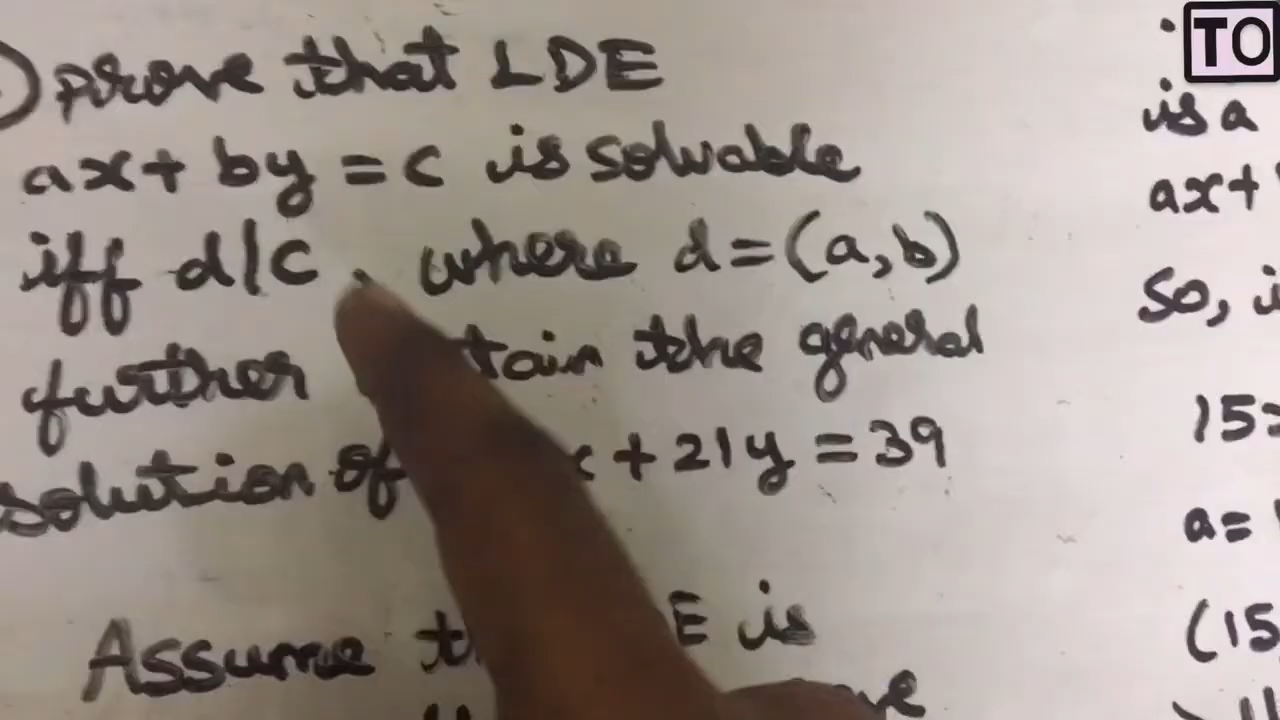 ) prove that LDE
ax+ by = c is solvable
iff d|c . where d=(a,b)
further tain the general
solution of x + 21y = 39
Assume t E is
ve
TO
is a
ax+
So, i
15=
a=
(15,